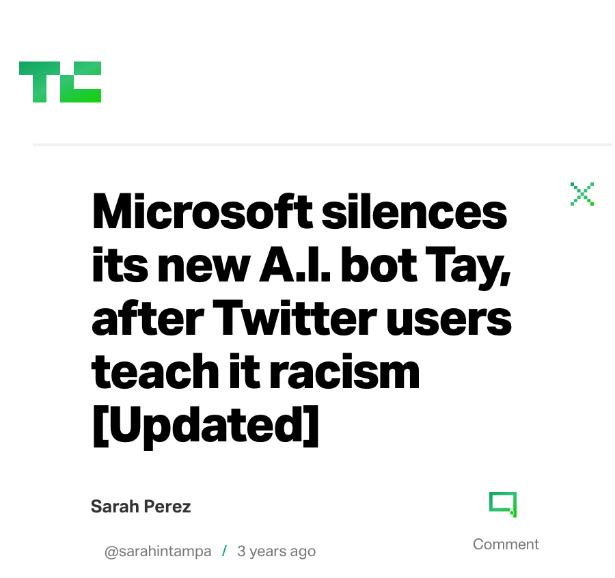 TC
Microsoft silences
its new A.I. bot Tay,
after Twitter users
teach it racism
[Updated]
Sarah Perez
@sarahintampa / 3 years ago
Comment